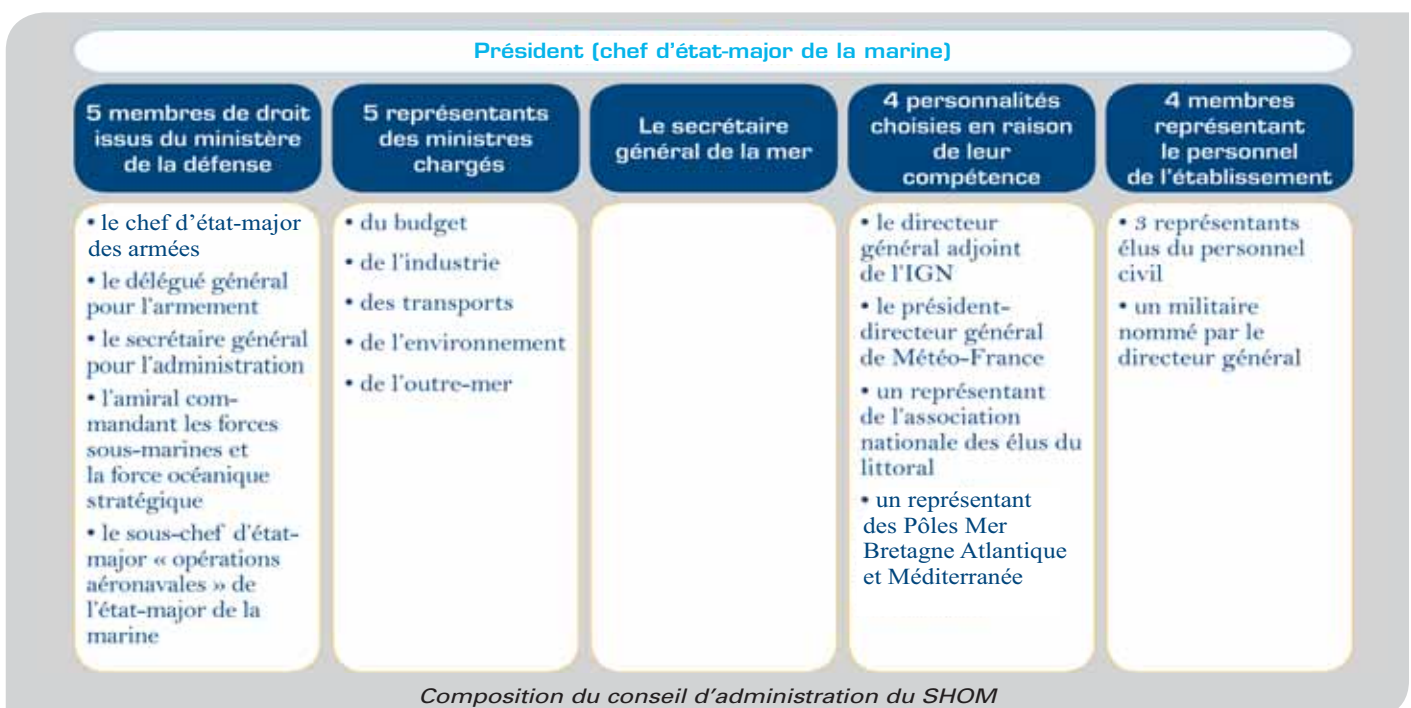 Président (chef d'état-major de la marine)
5 membres de droit
issus du ministère
de la défense
• le chef d'état-major
des armées
• le délégué général
pour l'armement
• le secrétaire général
pour l'administration
• l'amiral com-
mandant les forces
sous-marines et
la force océanique
stratégique
• le sous-chef d'état-
major « opérations
aéronavales » de
l'état-major de la
marine
5 représentants
des ministres
chargés
• du budget
• de l'industrie
• des transports
• de l'environnement
• de l'outre-mer
Le secrétaire
général de la mer
4 personnalités
choisies en raison
de leur
compétence
• le directeur
général adjoint
de l'IGN
• le président-
directeur général
de Météo-France
• un représentant
de l'association
nationale des élus du
littoral
• un représentant
des Pôles Mer
Bretagne Atlantique
et Méditerranée
4 membres
représentant
le personnel
de l'établissement
• 3 représentants
élus du personnel
civil
• un militaire
nommé par le
directeur général
Composition du conseil d'administration du SHOM